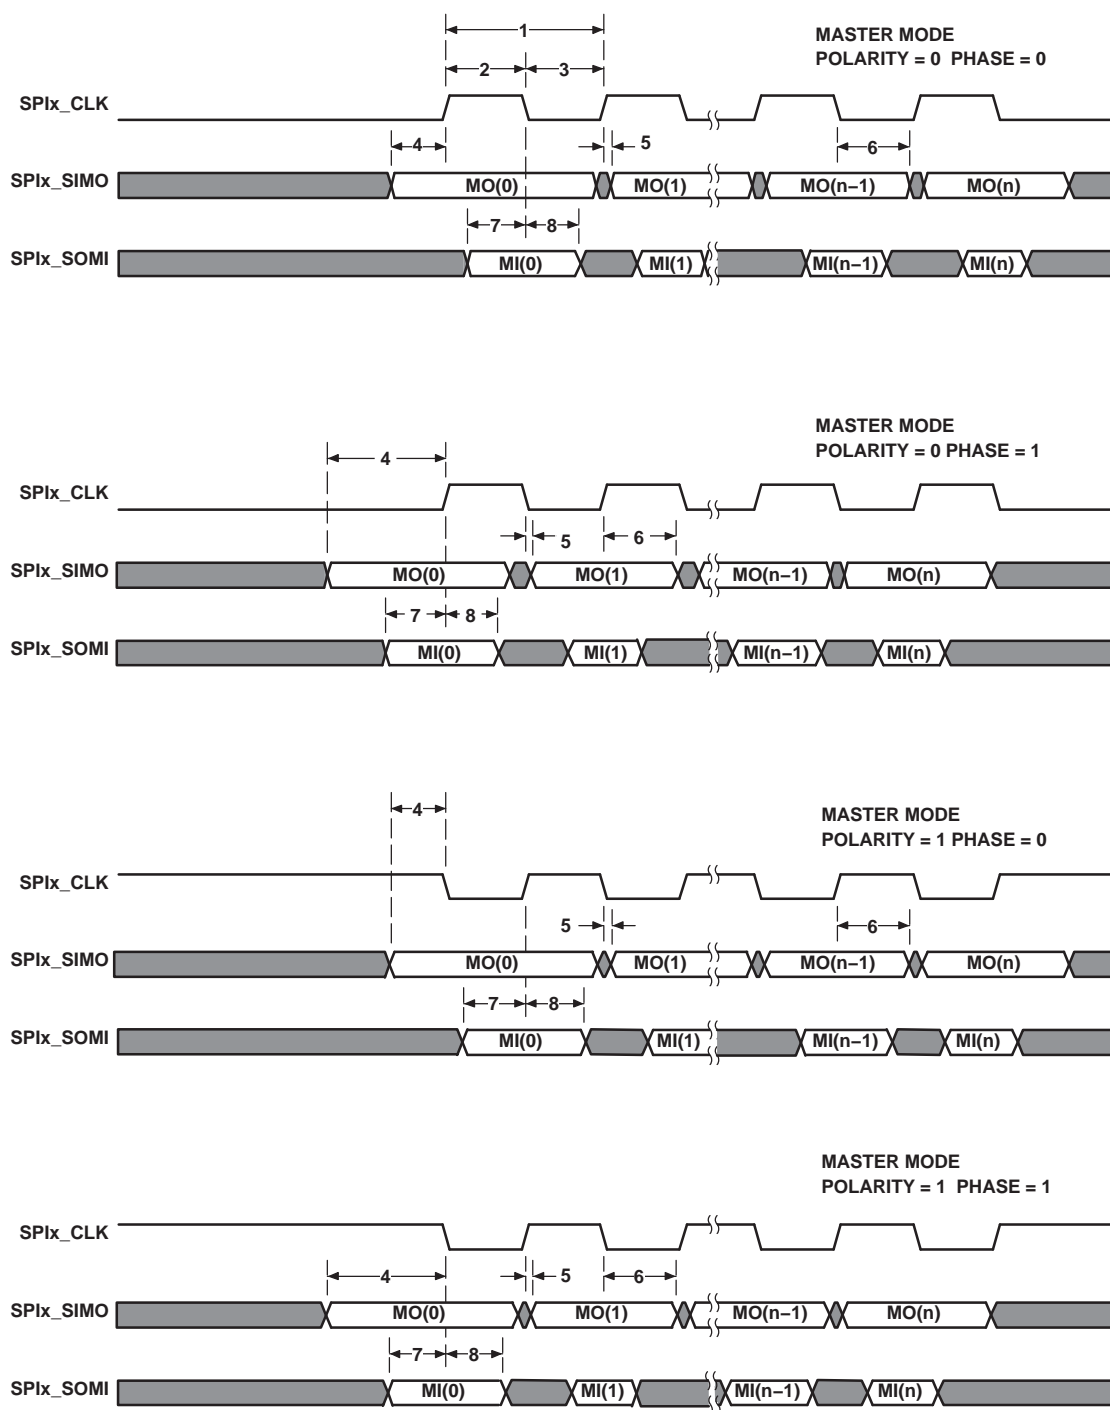 1
MASTER MODE
POLARITY = 0 PHASE = 0
2 3
SPIx_CLK
4 5 6
SPIx_SIMO MO(0) MO(1) MO(n−1) MO(n)
7 8
SPIx_SOMI MI(0) MI(1) MI(n−1) MI(n)
MASTER MODE
POLARITY = 0 PHASE = 1
4
SPIx_CLK
5 6
SPIx_SIMO MO(0) MO(1) MO(n−1) MO(n)
7 8
SPIx_SOMI MI(0) MI(1) MI(n−1) MI(n)
4
MASTER MODE
POLARITY = 1 PHASE = 0
SPIx_CLK
5 6
SPIx_SIMO MO(0) MO(1) MO(n−1) MO(n)
7 8
SPIx_SOMI MI(0) MI(1) MI(n−1) MI(n)
MASTER MODE
POLARITY = 1 PHASE = 1
SPIx_CLK
4 5 6
SPIx_SIMO MO(0) MO(1) MO(n−1) MO(n)
7 8
SPIx_SOMI MI(0) MI(1) MI(n−1) MI(n)